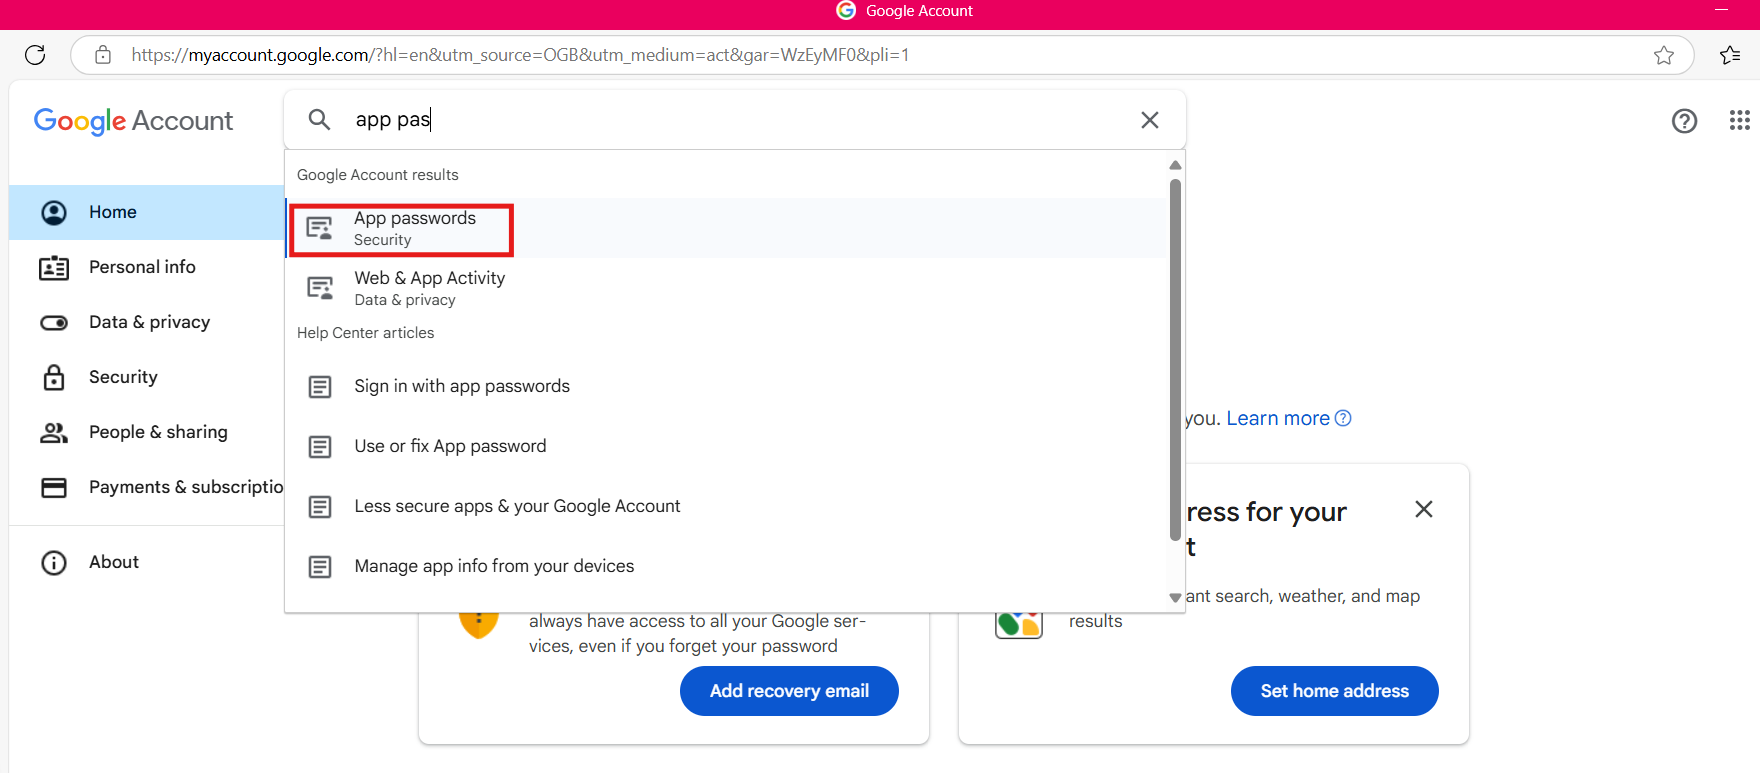 Google Account
https://myaccount.google.com/?hl=en&utm_source=OGB&utm_medium=act&gar=WzEyMF0&pli=1
Google Account
app pas
Google Account results
Home
App passwords
Security
Personal info
Web & App Activity
Data & privacy
Data & privacy
Help Center articles
Security
Sign in with app passwords
you. Learn more
People & sharing
Use or fix App password
Payments & subscriptio
Less secure apps & your Google Account
ress for your
t
About
Manage app info from your devices
always have access to all your Google ser-
vices, even if you forget your password
Add recovery email
ant search, weather, and map
results
Set home address